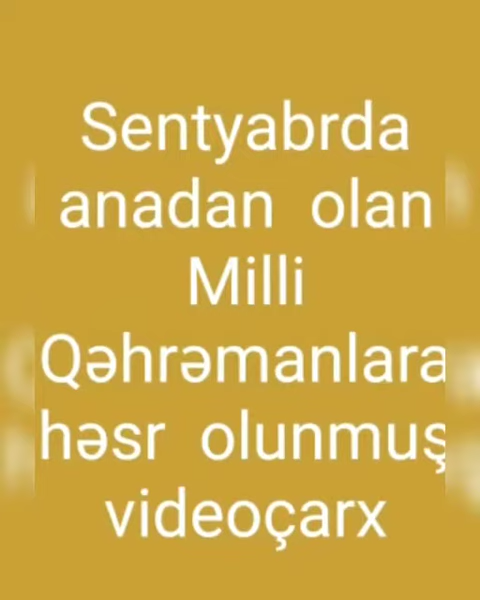 Sentyabrda
anadan olan
Milli
Qəhrəmanlara
həsr olunmuş
videoçarx